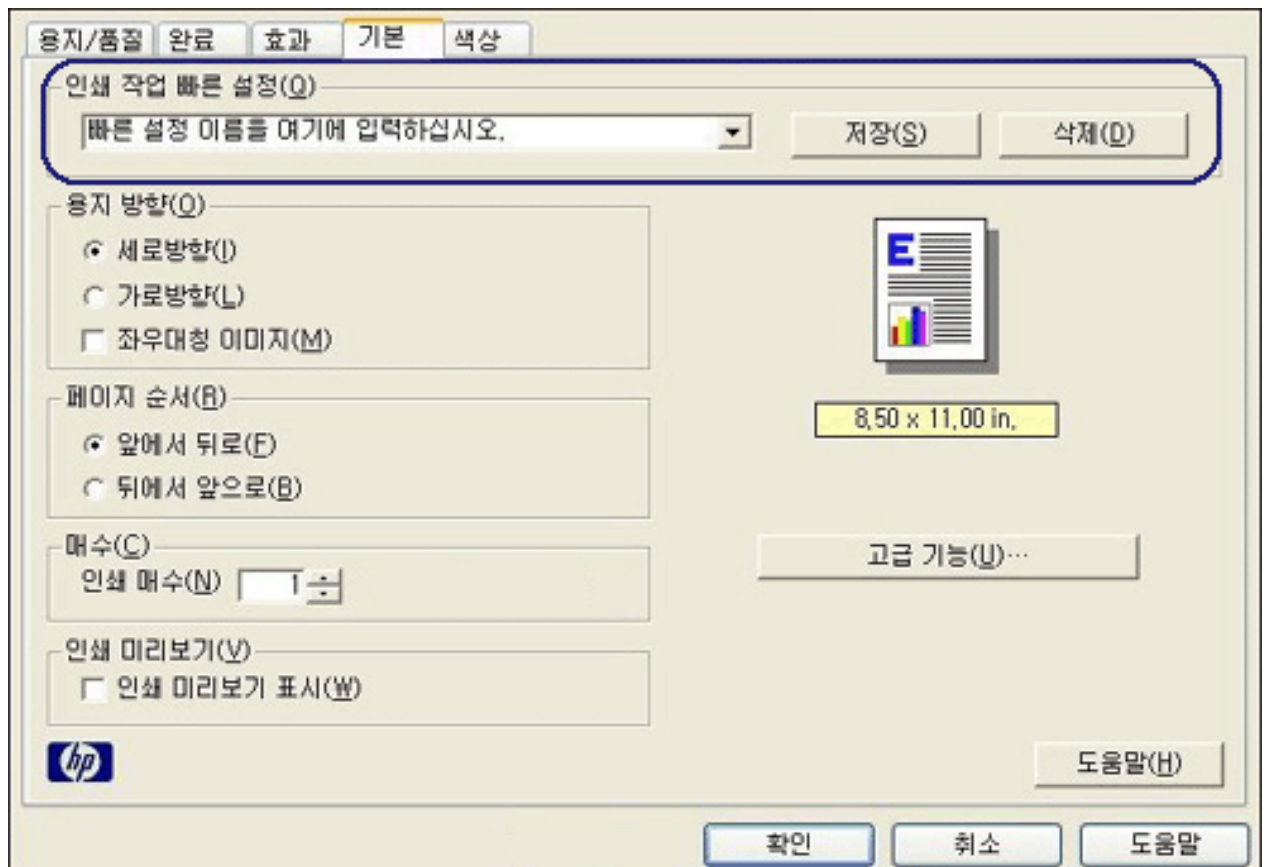 용지/품질 완료 효과 기본 색상
인쇄 작업 빠른 설정(Q)
빠른 설정 이름을 여기에 입력하십시오. 저장(S) 삭제(D)
용지 방향(O)
세로방향(I)
가로방향(L)
좌우대칭 이미지(M)
E
8,50 x 11,00 in,
페이지 순서(R)
앞에서 뒤로(F)
뒤에서 앞으로(B)
매수(C)
인쇄 매수(N) 1
고급 기능(U)...
인쇄 미리보기(V)
인쇄 미리보기 표시(W)
hp
도움말(H)
확인 취소 도움말